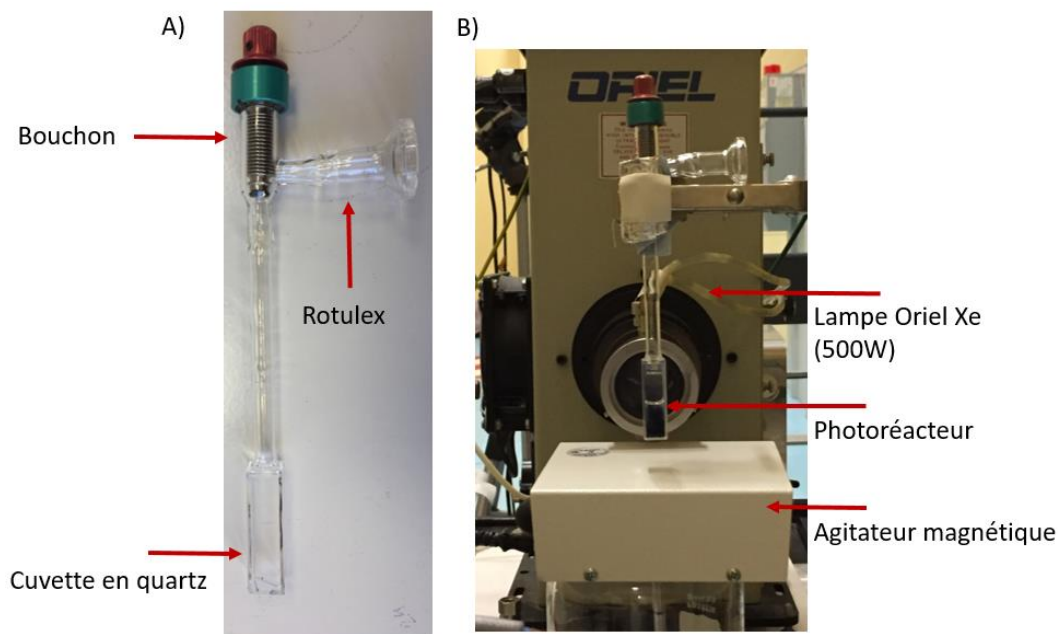 A)
Bouchon
Rotulex
Cuvette en quartz
B)
ORIEL
Lampe Oriel Xe
(500W)
Photoréacteur
Agitateur magnétique